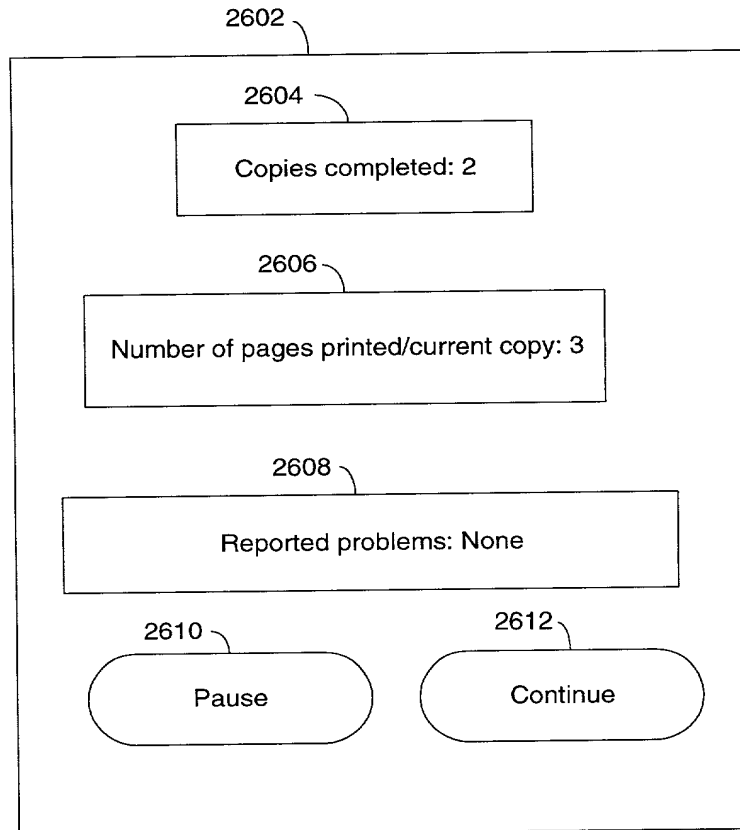 2602
2604
Copies completed: 2
2606
Number of pages printed/current copy: 3
2608
Reported problems: None
2610
2612
Pause
Continue